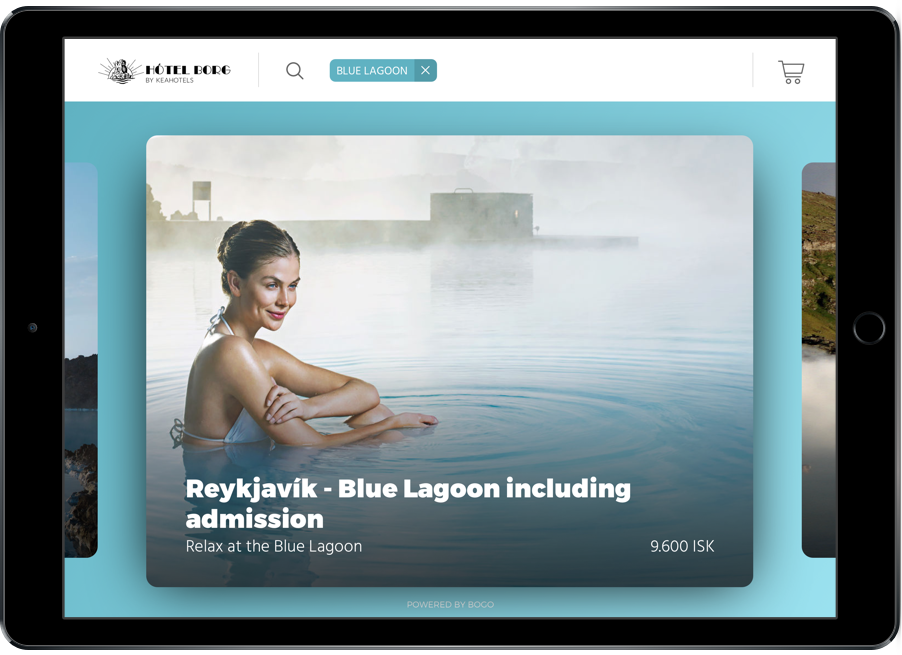 HÓTEL BORG
BY KEAHOTELS
BLUE LAGOON
Reykjavík - Blue Lagoon including
admission
Relax at the Blue Lagoon
9.600 ISK
POWERED BY BOGO